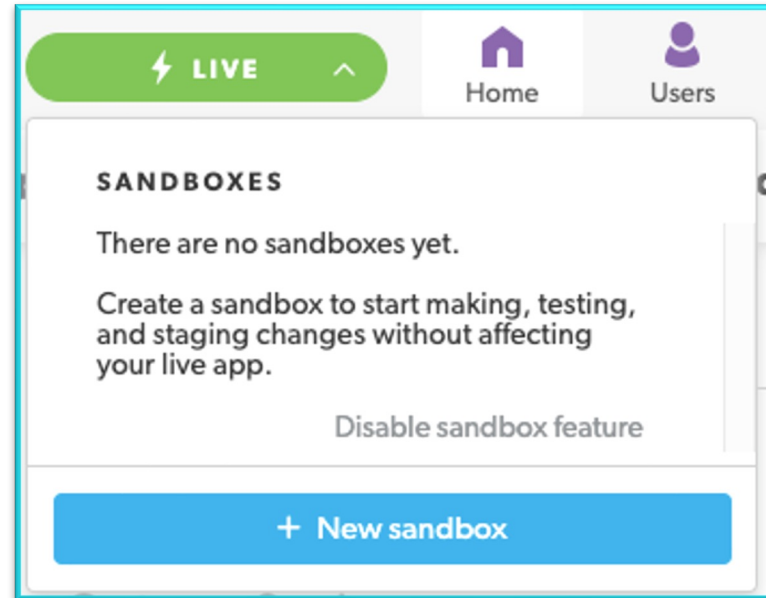 LIVE
Home
Users
SANDBOXES
There are no sandboxes yet.
Create a sandbox to start making, testing,
and staging changes without affecting
your live app.
Disable sandbox feature
+ New sandbox